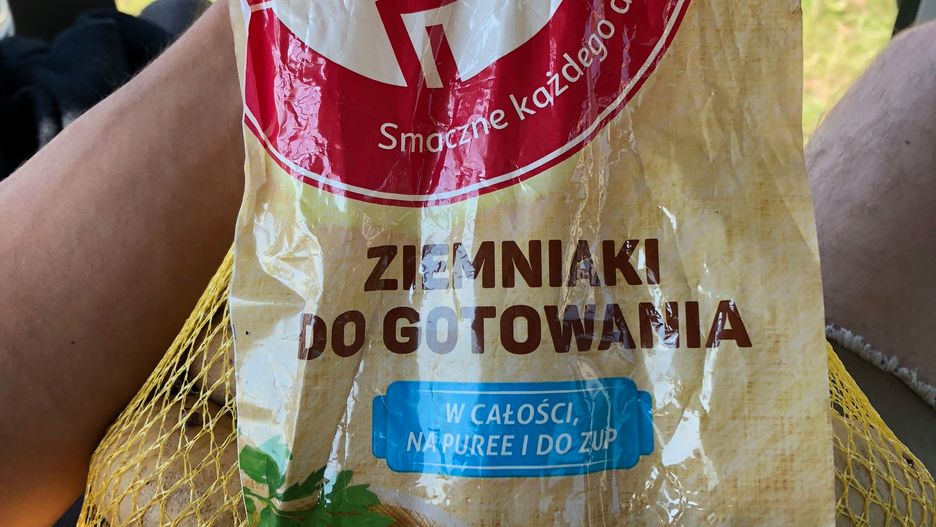 Smaczne każdego
ZIEMNIAKI
DO GOTOWANIA
W CAŁOŚCI,
NA PUREE I DO ZUP